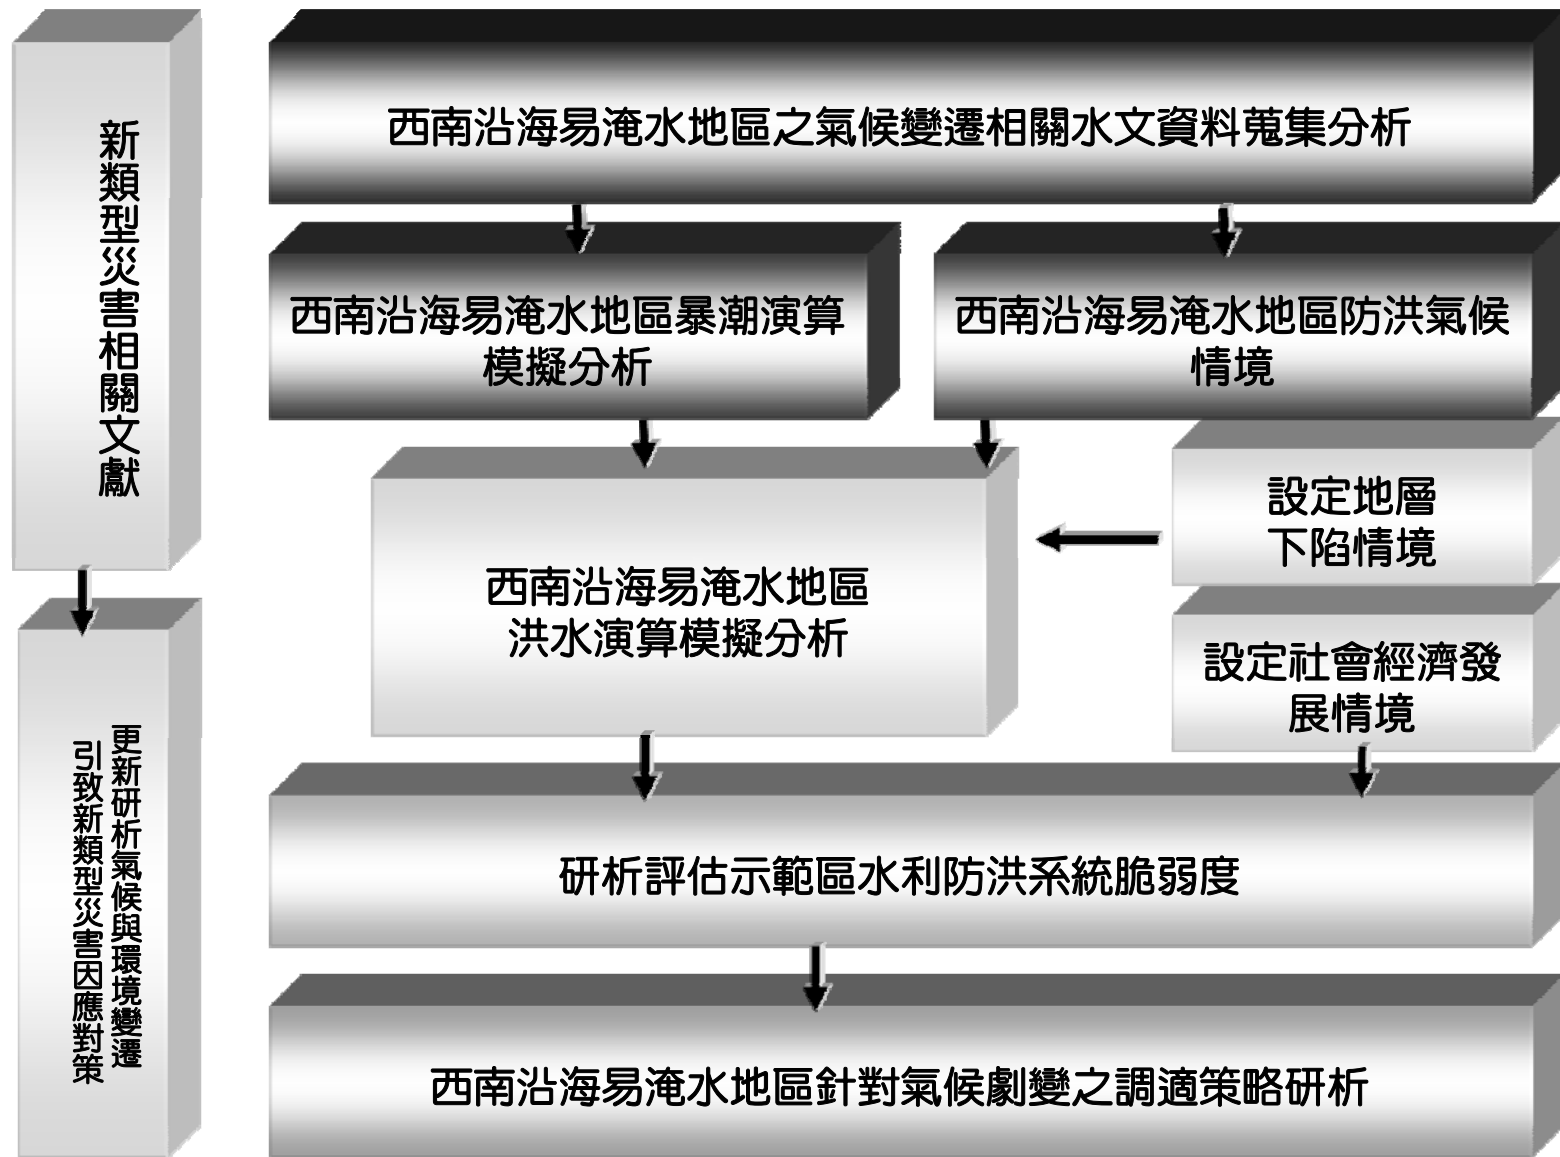 新類型災害相關文獻
更新研析氣候與環境變遷
引致新類型災害因應對策
西南沿海易淹水地區之氣候變遷相關水文資料蒐集分析
西南沿海易淹水地區暴潮演算
模擬分析
西南沿海易淹水地區防洪氣候
情境
西南沿海易淹水地區
洪水演算模擬分析
設定地層
下陷情境
設定社會經濟發
展情境
研析評估示範區水利防洪系統脆弱度
西南沿海易淹水地區針對氣候劇變之調適策略研析